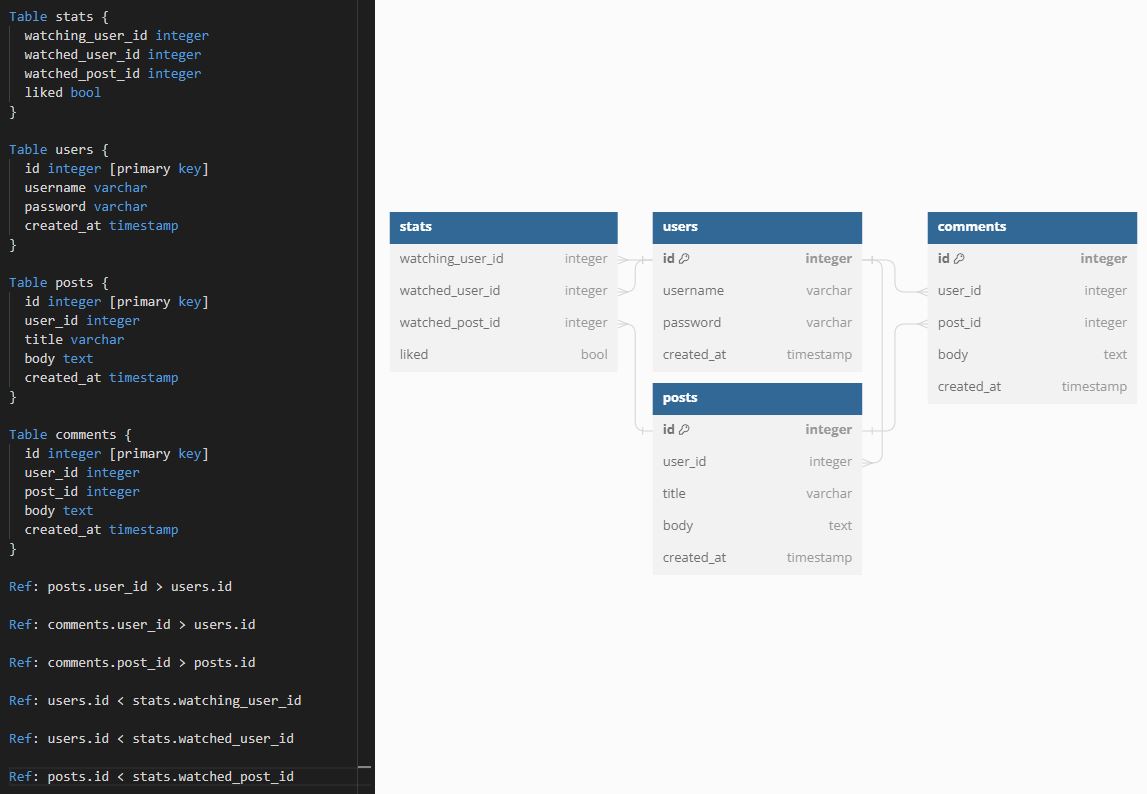 Table stats {
watching_user_id integer
watched_user_id integer
watched_post_id integer
liked bool
}
Table users {
id integer [primary key]
username varchar
password varchar
created_at timestamp
}
Table posts {
id integer [primary key]
user_id integer
title varchar
body text
created_at timestamp
}
Table comments {
id integer [primary key]
user_id integer
post_id integer
body text
created_at timestamp
}
Ref: posts.user_id > users.id
Ref: comments.user_id > users.id
Ref: comments.post_id > posts.id
Ref: users.id < stats.watching_user_id
Ref: users.id < stats.watched_user_id
Ref: posts.id < stats.watched_post_id
stats
watching_user_id integer
watched_user_id integer
watched_post_id integer
liked bool
users
id integer
username varchar
password varchar
created_at timestamp
posts
id integer
user_id integer
title varchar
body text
created_at timestamp
comments
id integer
user_id integer
post_id integer
body text
created_at timestamp